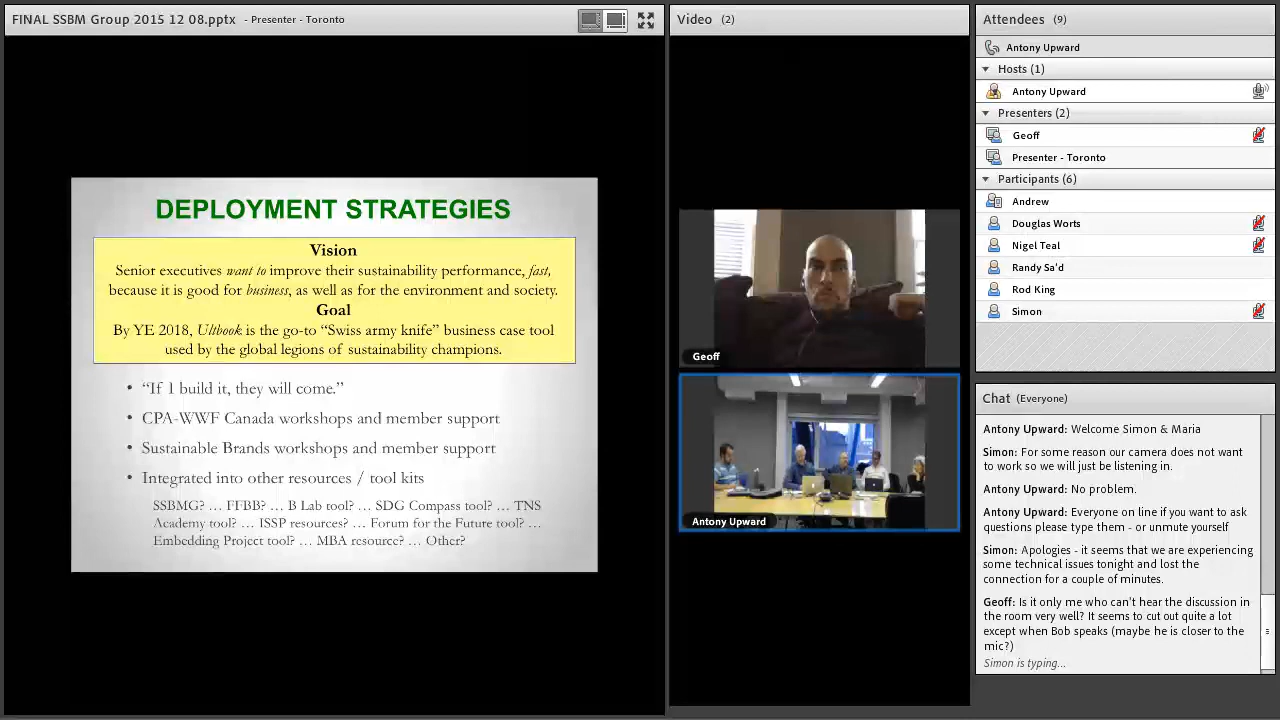 FINAL SSBM Group 2015 12 08.pptx - Presenter - Toronto
DEPLOYMENT STRATEGIES
Vision
Senior executives want to improve their sustainability performance, fast,
because it is good for business, as well as for the environment and society.
Goal
By YE 2018, Ultbook is the go-to “Swiss army knife” business case tool
used by the global legions of sustainability champions.
• “If I build it, they will come.”
• CPA-WWF Canada workshops and member support
• Sustainable Brands workshops and member support
• Integrated into other resources / tool kits
SSBMG? … FFBB? … B Lab tool? … SDG Compass tool? … TNS
Academy tool? … ISSP resources? … Forum for the Future tool? …
Embedding Project tool? … MBA resource? … Other?
Video (2)
Geoff
Antony Upward
Attendees (9)
Antony Upward
Hosts (1)
Antony Upward
Presenters (2)
Geoff
Presenter - Toronto
Participants (6)
Andrew
Douglas Worts
Nigel Teal
Randy Sa'd
Rod King
Simon
Chat (Everyone)
Antony Upward: Welcome Simon & Maria
Simon: For some reason our camera does not want
to work so we will just be listening in.
Antony Upward: No problem.
Antony Upward: Everyone on line if you want to ask
questions please type them - or unmute yourself
Simon: Apologies - it seems that we are experiencing
some technical issues tonight and lost the
connection for a couple of minutes.
Geoff: Is it only me who can't hear the discussion in
the room very well? It seems to cut out quite a lot
except when Bob speaks (maybe he is closer to the
mic?)
Simon is typing...